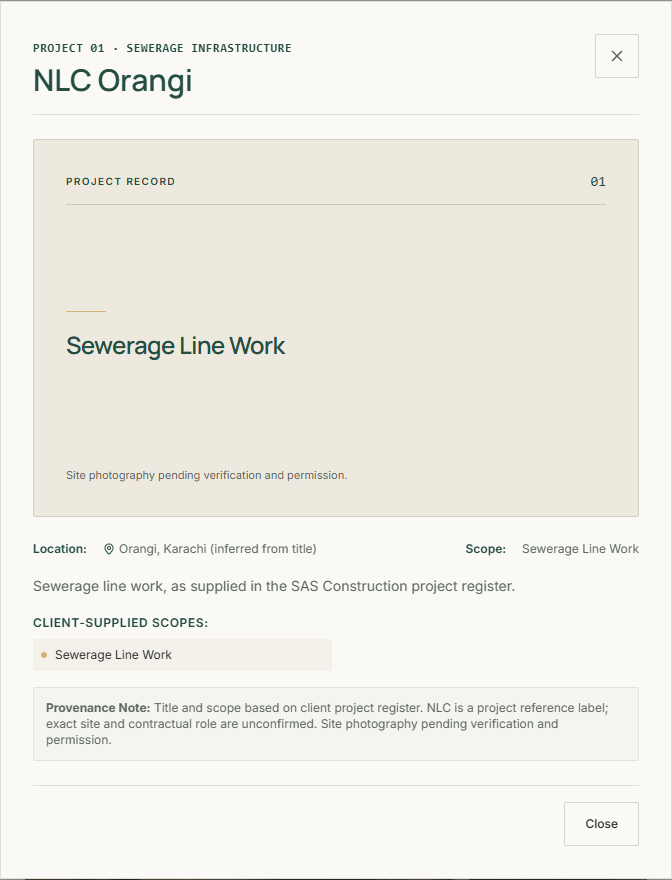 PROJECT 01 · SEWERAGE INFRASTRUCTURE
NLC Orangi
PROJECT RECORD 01
Sewerage Line Work
Site photography pending verification and permission.
Location: Orangi, Karachi (inferred from title) Scope: Sewerage Line Work
Sewerage line work, as supplied in the SAS Construction project register.
CLIENT-SUPPLIED SCOPES:
Sewerage Line Work
Provenance Note: Title and scope based on client project register. NLC is a project reference label;
exact site and contractual role are unconfirmed. Site photography pending verification and
permission.
Close